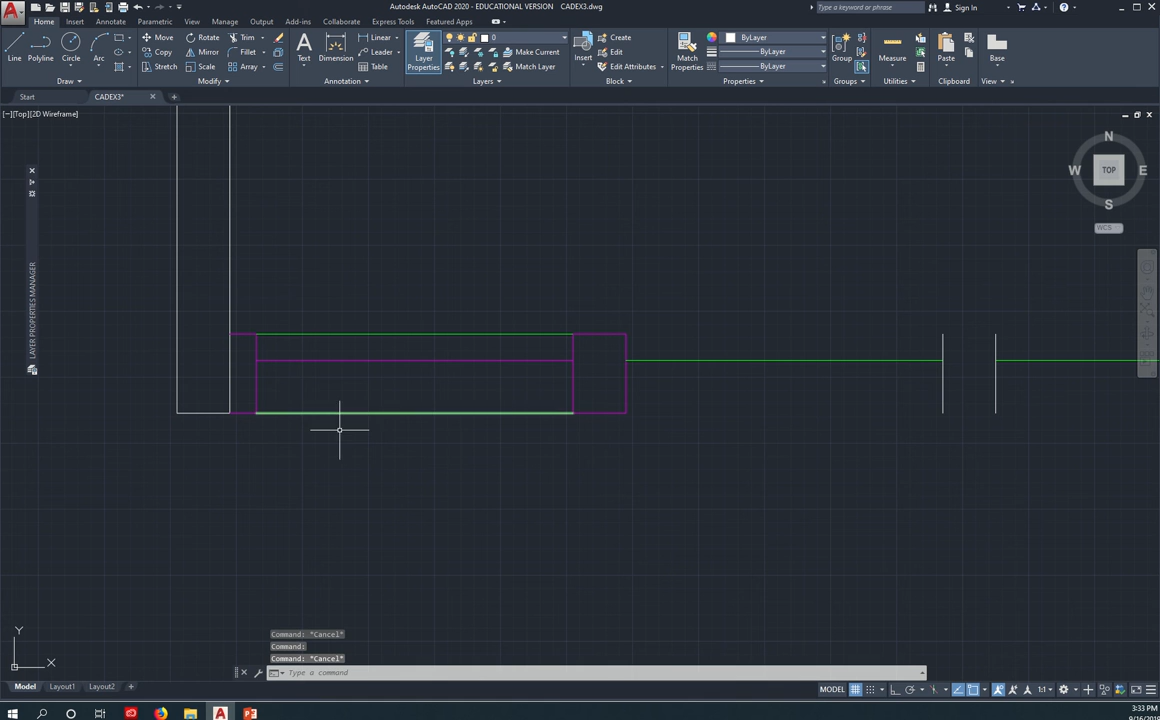 Autodesk AutoCAD 2020 - EDUCATIONAL VERSION CADEX3.dwg
Type a keyword or phrase
Sign In
Home Insert Annotate Parametric View Manage Output Add-ins Collaborate Express Tools Featured Apps
Line Polyline Circle Arc
Move Rotate Trim
Copy Mirror Fillet
Stretch Scale Array
Text Dimension
Linear
Leader
Table
Layer Properties
0
Make Current
Match Layer
Insert
Create
Edit
Edit Attributes
Match Properties
ByLayer
ByLayer
ByLayer
Group
Measure
Paste
Base
Draw Modify Annotation Layers Block Properties Groups Utilities Clipboard View
Start CADEX3*
[−][Top][2D Wireframe]
N
W TOP E
S
WCS
LAYER PROPERTIES MANAGER
Y
X
Command: *Cancel*
Command:
Command: *Cancel*
Type a command
Model Layout1 Layout2
MODEL
1:1
3:33 PM